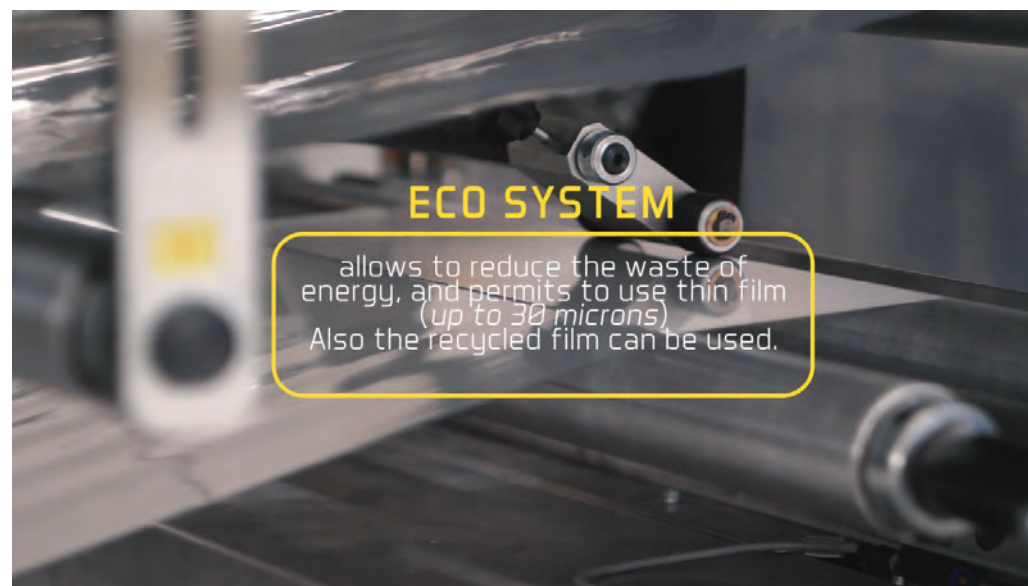 ECO SYSTEM
allows to reduce the waste of
energy, and permits to use thin film
(up to 30 microns)
Also the recycled film can be used.